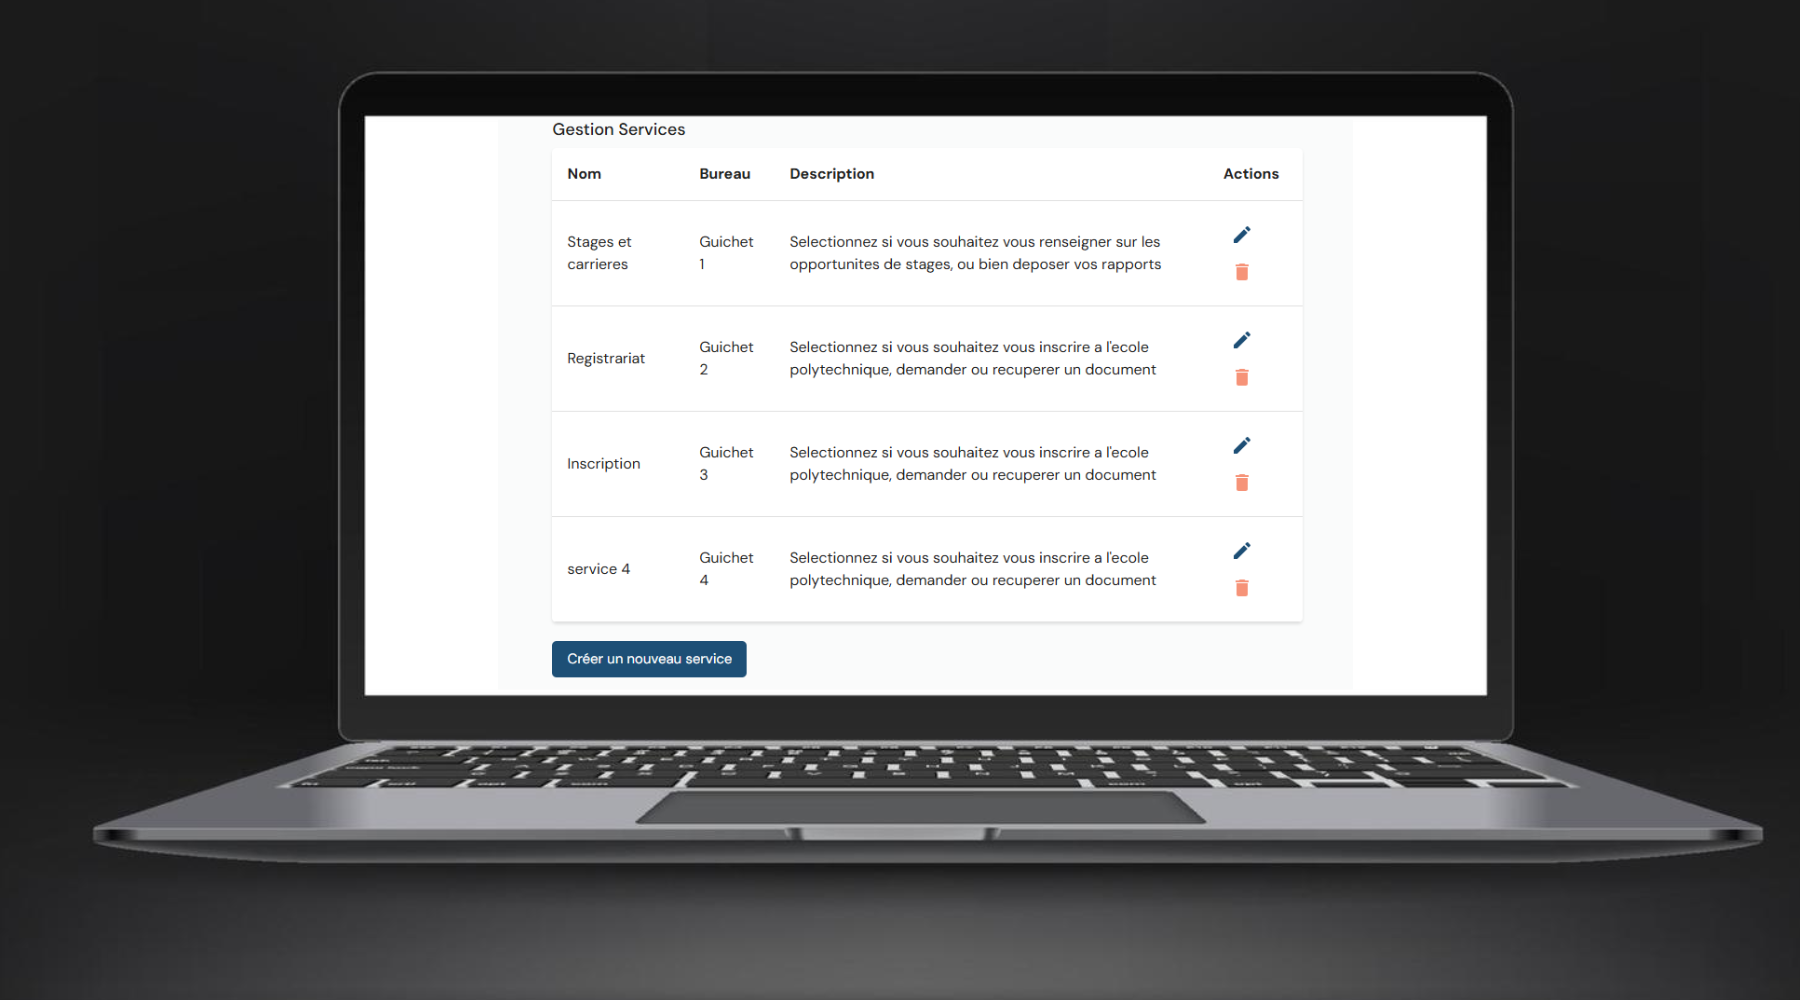 Gestion Services
Nom Bureau Description Actions
Stages et carrieres
Guichet 1
Selectionnez si vous souhaitez vous renseigner sur les
opportunites de stages, ou bien deposer vos rapports
Registrariat
Guichet 2
Selectionnez si vous souhaitez vous inscrire a l'ecole
polytechnique, demander ou recuperer un document
Inscription
Guichet 3
Selectionnez si vous souhaitez vous inscrire a l'ecole
polytechnique, demander ou recuperer un document
service 4
Guichet 4
Selectionnez si vous souhaitez vous inscrire a l'ecole
polytechnique, demander ou recuperer un document
Créer un nouveau service